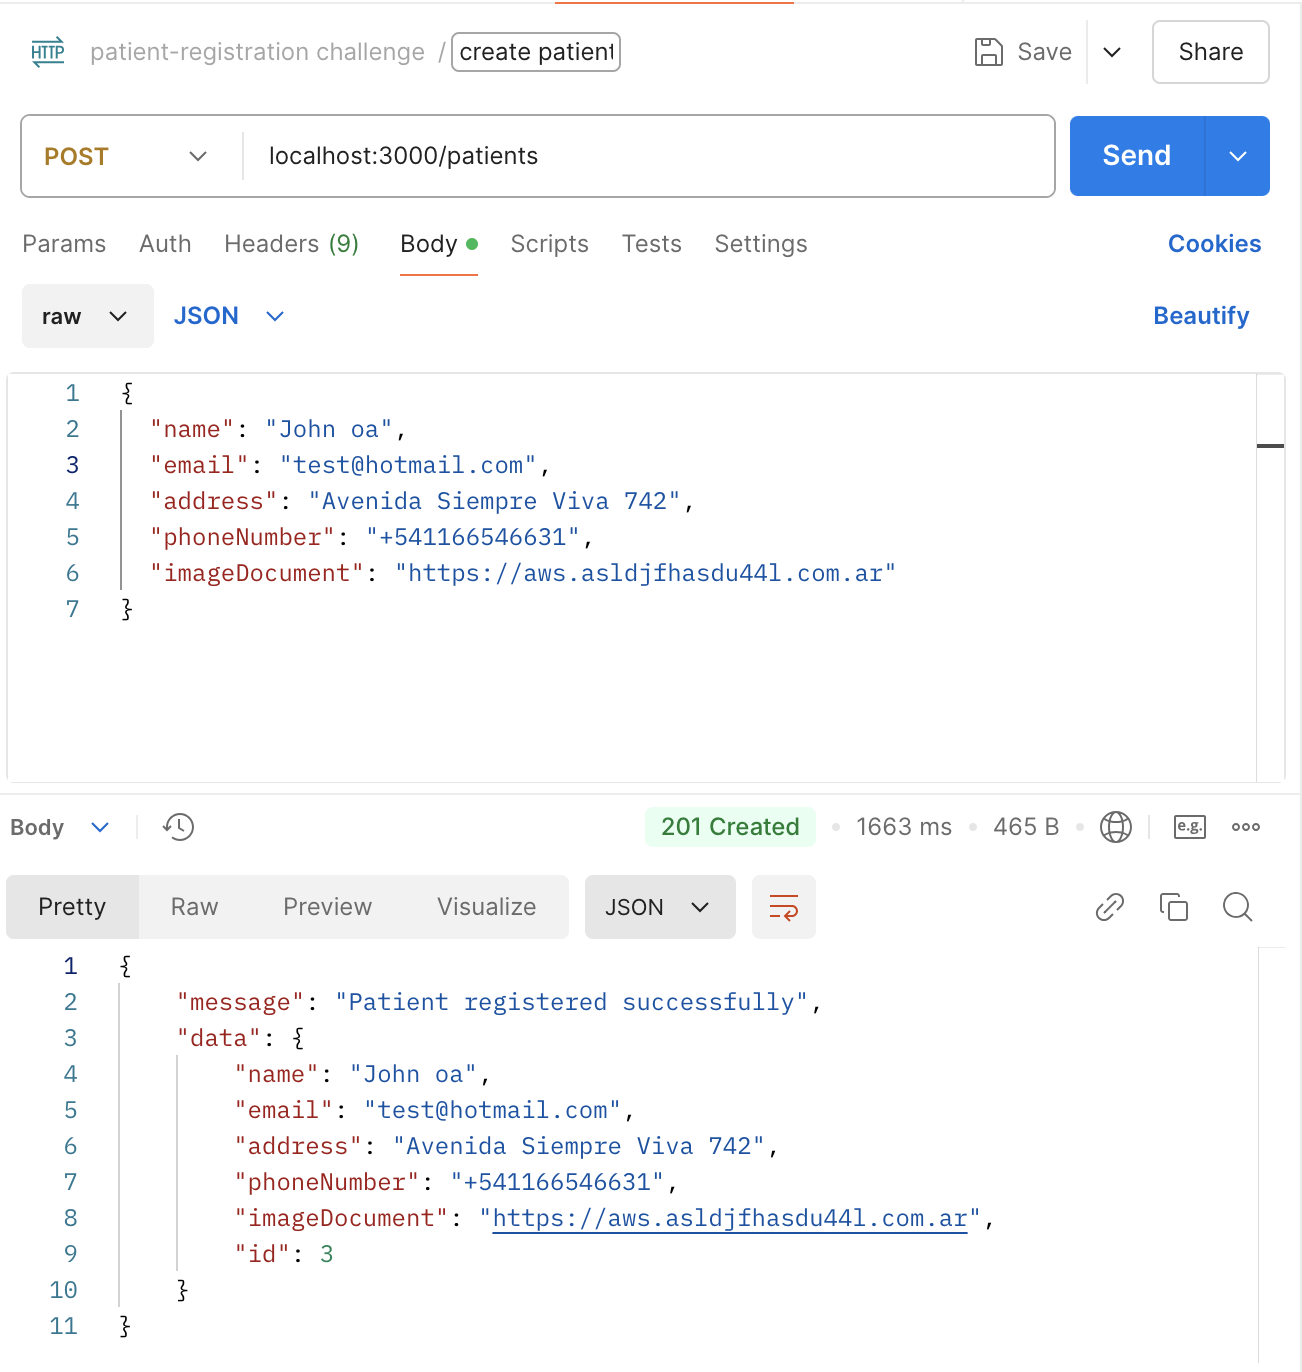 HTTP patient-registration challenge / create patient Save Share
POST localhost:3000/patients Send
Params Auth Headers (9) Body Scripts Tests Settings Cookies
raw JSON Beautify
1 {
2 "name": "John oa",
3 "email": "test@hotmail.com",
4 "address": "Avenida Siempre Viva 742",
5 "phoneNumber": "+541166546631",
6 "imageDocument": "https://aws.asldjfhasdu44l.com.ar"
7 }
Body 201 Created 1663 ms 465 B e.g.
Pretty Raw Preview Visualize JSON
1 {
2 "message": "Patient registered successfully",
3 "data": {
4 "name": "John oa",
5 "email": "test@hotmail.com",
6 "address": "Avenida Siempre Viva 742",
7 "phoneNumber": "+541166546631",
8 "imageDocument": "https://aws.asldjfhasdu44l.com.ar",
9 "id": 3
10 }
11 }